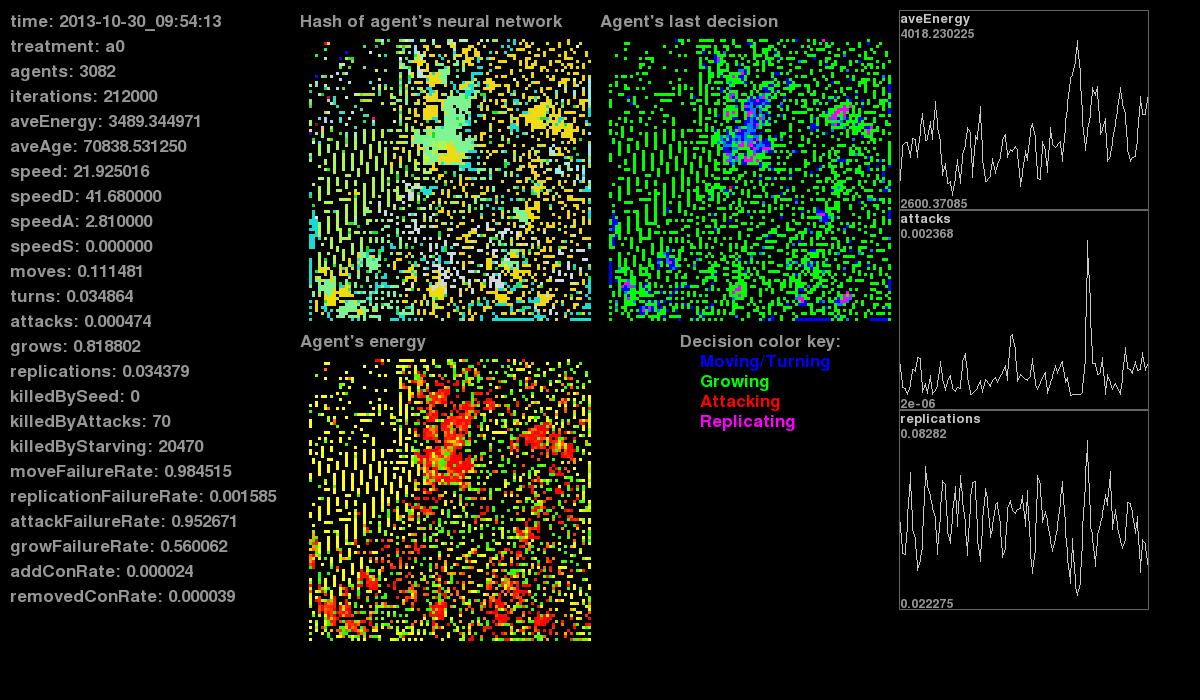 time: 2013-10-30_09:54:13
treatment: a0
agents: 3082
iterations: 212000
aveEnergy: 3489.344971
aveAge: 70838.531250
speed: 21.925016
speedD: 41.680000
speedA: 2.810000
speedS: 0.000000
moves: 0.111481
turns: 0.034864
attacks: 0.000474
grows: 0.818802
replications: 0.034379
killedBySeed: 0
killedByAttacks: 70
killedByStarving: 20470
moveFailureRate: 0.984515
replicationFailureRate: 0.001585
attackFailureRate: 0.952671
growFailureRate: 0.560062
addConRate: 0.000024
removedConRate: 0.000039
Hash of agent's neural network
Agent's last decision
Agent's energy
Decision color key:
Moving/Turning
Growing
Attacking
Replicating
aveEnergy
4018.230225
2600.37085
attacks
0.002368
2e-06
replications
0.08282
0.022275